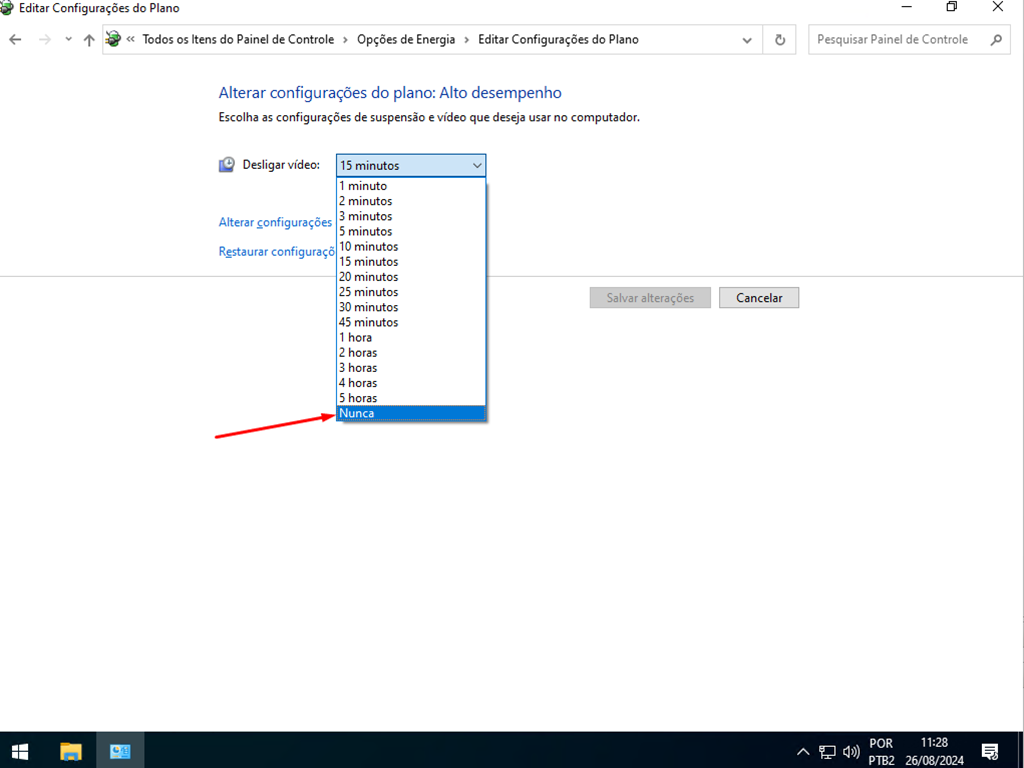 Editar Configurações do Plano
« Todos os Itens do Painel de Controle > Opções de Energia > Editar Configurações do Plano
Pesquisar Painel de Controle
Alterar configurações do plano: Alto desempenho
Escolha as configurações de suspensão e vídeo que deseja usar no computador.
Desligar vídeo: 15 minutos
1 minuto
2 minutos
3 minutos
5 minutos
10 minutos
15 minutos
20 minutos
25 minutos
30 minutos
45 minutos
1 hora
2 horas
3 horas
4 horas
5 horas
Nunca
Alterar configurações
Restaurar configuraçõ
Salvar alterações Cancelar
POR
PTB2
11:28
26/08/2024